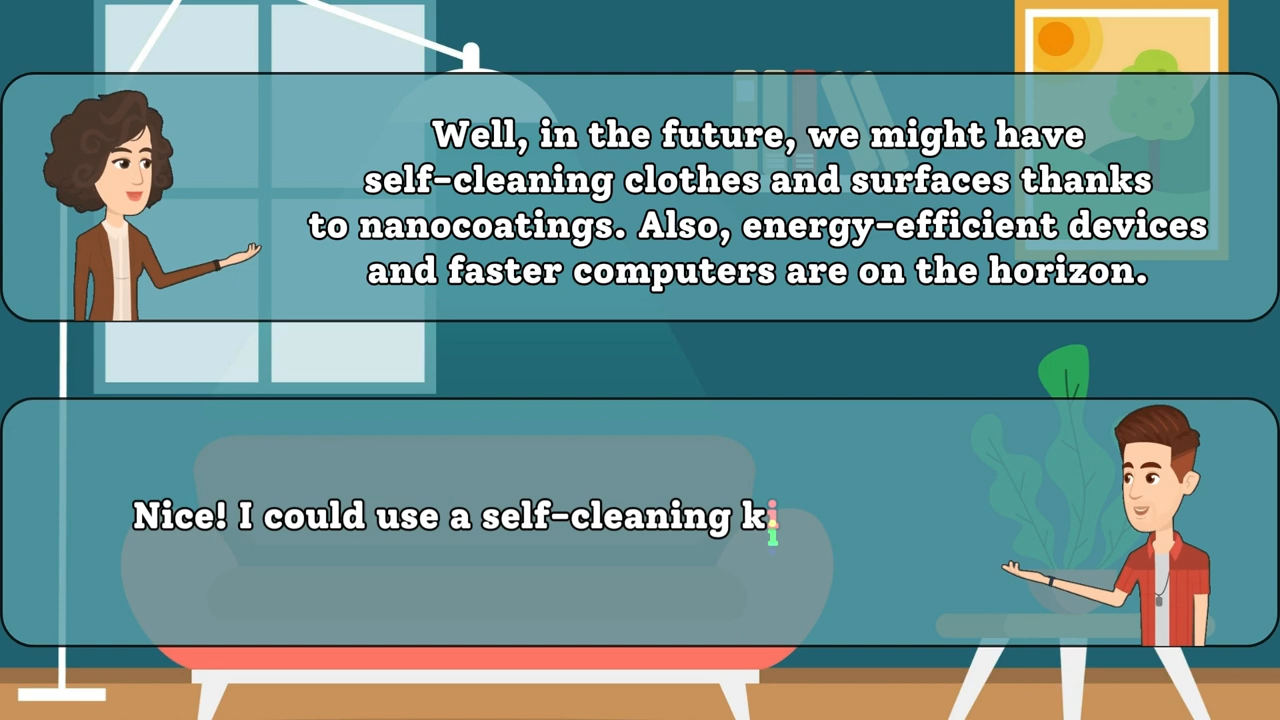 Well, in the future, we might have
self-cleaning clothes and surfaces thanks
to nanocoatings. Also, energy-efficient devices
and faster computers are on the horizon.
Nice! I could use a self-cleaning ki